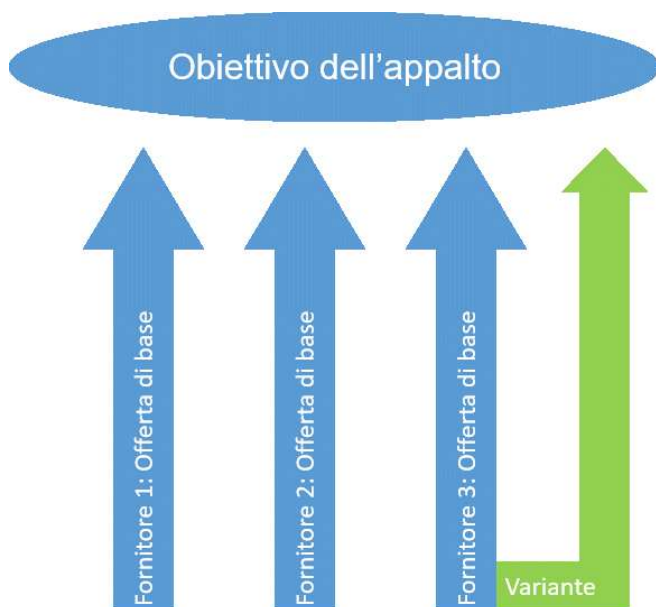 Obiettivo dell'appalto
Fornitore 1: Offerta di base
Fornitore 2: Offerta di base
Fornitore 3: Offerta di base
Variante